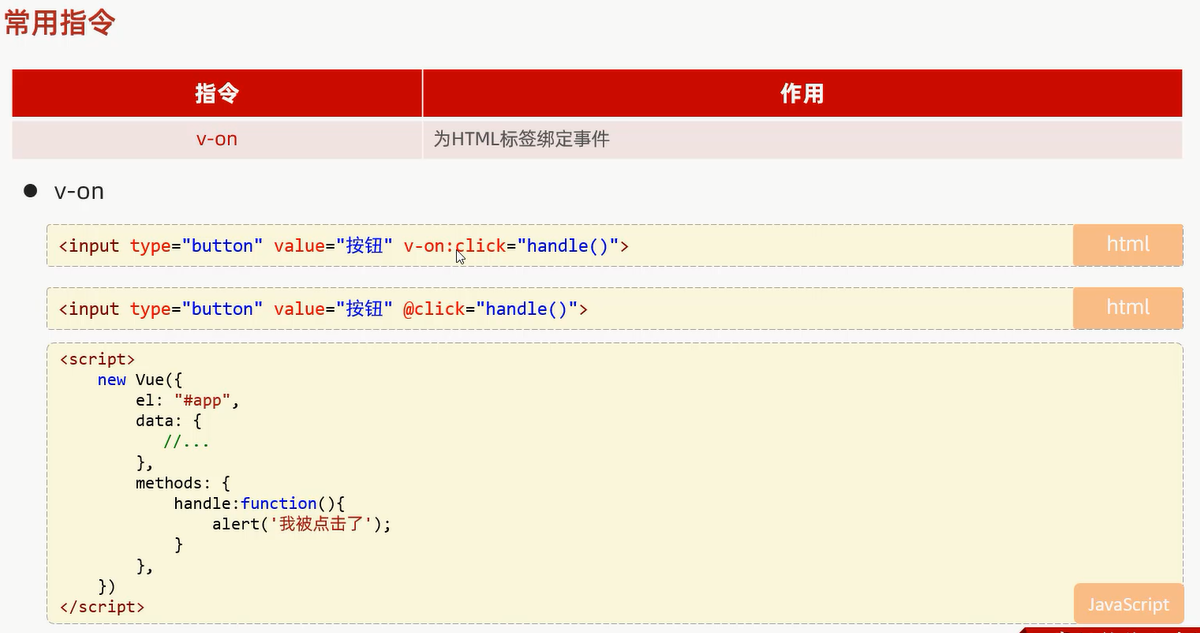 常用指令
指令 作用
v-on 为HTML标签绑定事件
v-on
<input type="button" value="按钮" v-on:click="handle()"> html
<input type="button" value="按钮" @click="handle()"> html
<script>
    new Vue({
        el: "#app",
        data: {
           //...
        },
        methods: {
            handle:function(){
                alert('我被点击了');
            }
        },
    })
</script>
JavaScript